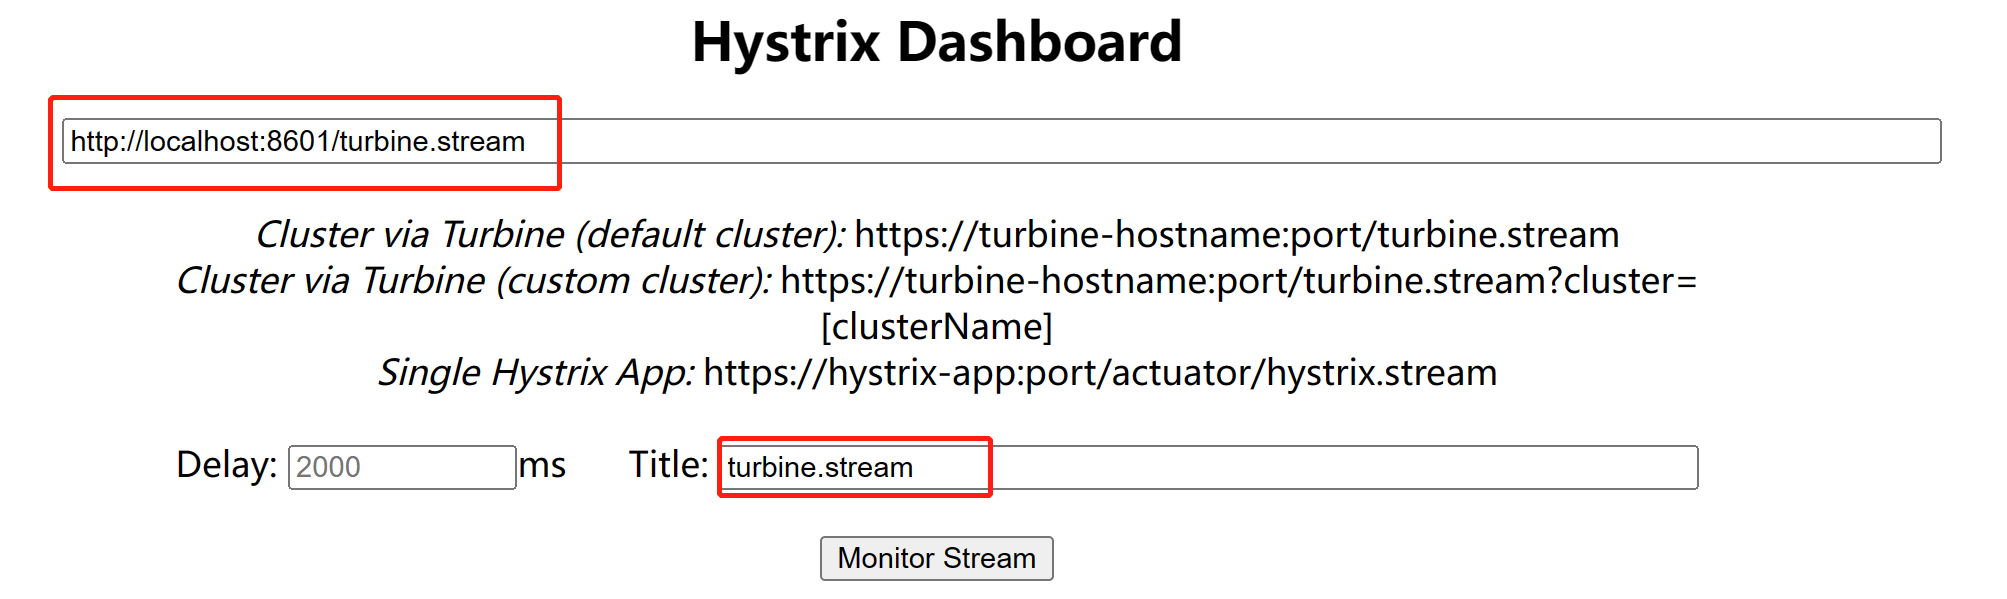 Hystrix Dashboard
http://localhost:8601/turbine.stream
Cluster via Turbine (default cluster): https://turbine-hostname:port/turbine.stream
Cluster via Turbine (custom cluster): https://turbine-hostname:port/turbine.stream?cluster=
[clusterName]
Single Hystrix App: https://hystrix-app:port/actuator/hystrix.stream
Delay: 2000 ms Title: turbine.stream
Monitor Stream